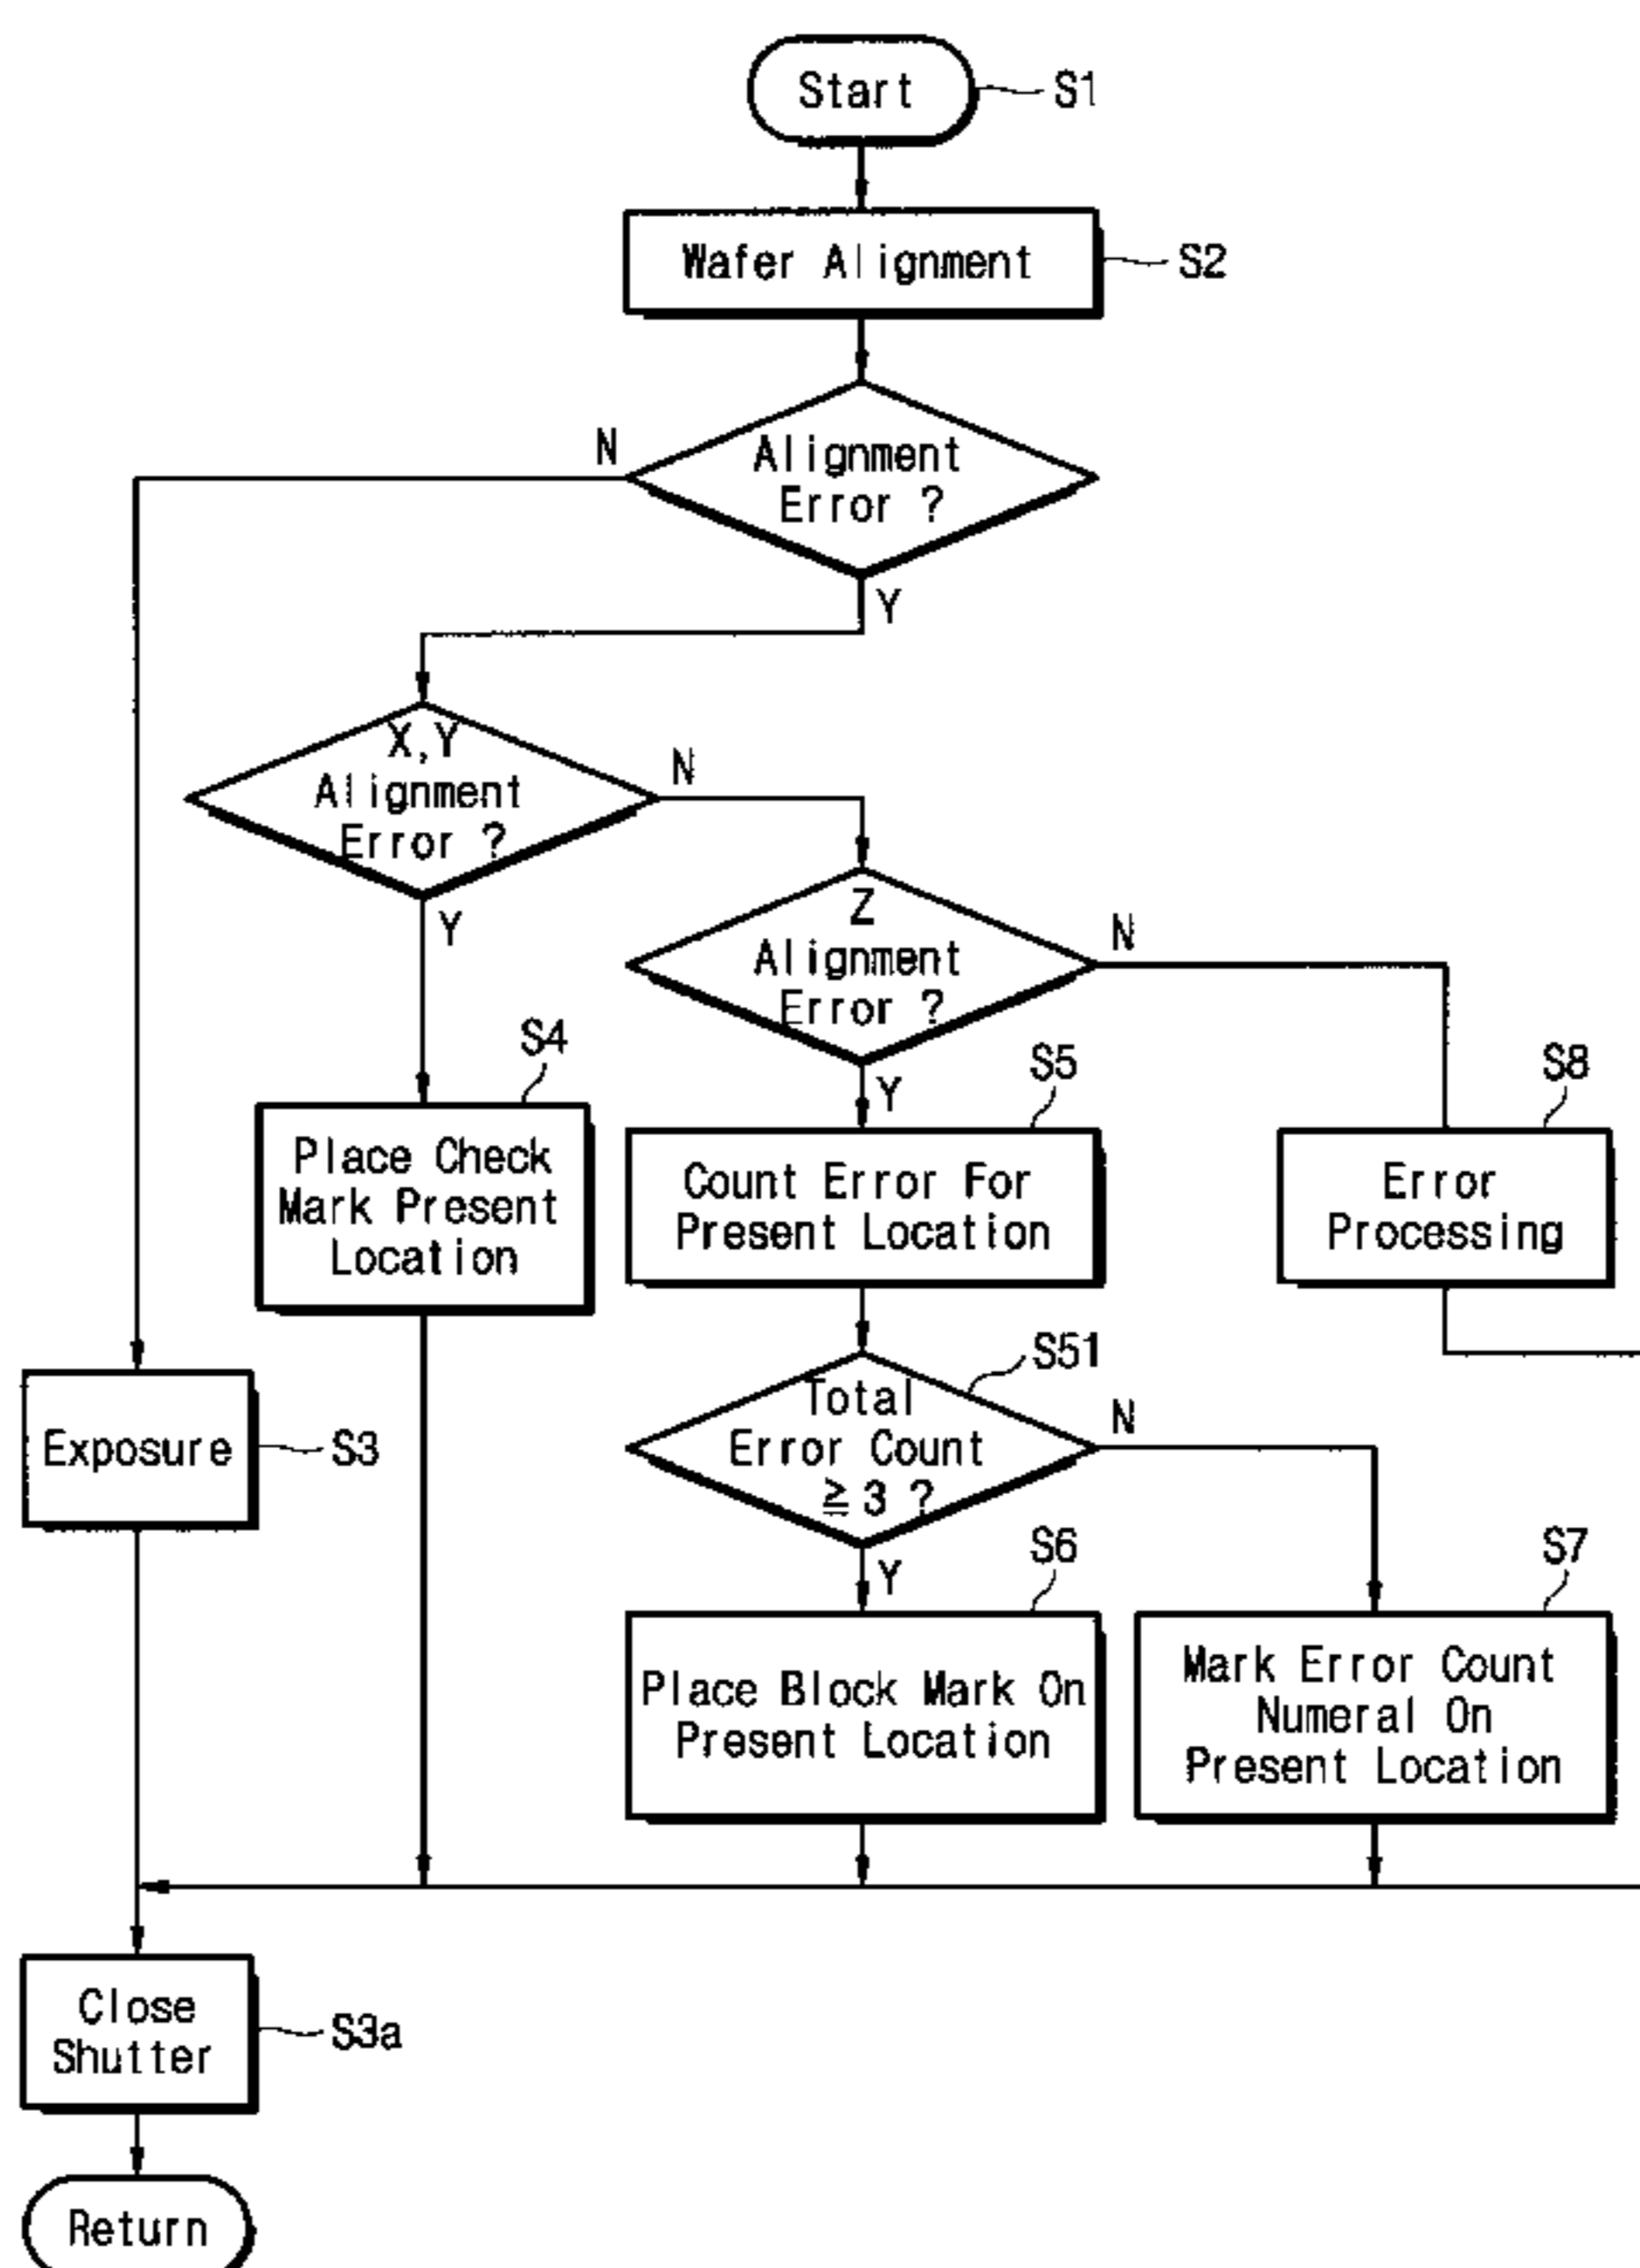 Start
S1
Wafer Alignment
S2
N
Alignment
Error ?
Y
X,Y
Alignment
Error ?
N
Y
Z
Alignment
Error ?
N
Y
S4
Place Check
Mark Present
Location
S5
Count Error For
Present Location
S8
Error
Processing
S51
Total
Error Count
≧ 3 ?
N
Y
Exposure
S3
S6
Place Block Mark On
Present Location
S7
Mark Error Count
Numeral On
Present Location
Close
Shutter
S3a
Return